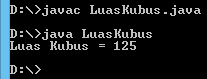 D:\>javac LuasKubus.java
D:\>java LuasKubus
Luas Kubus = 125
D:\>